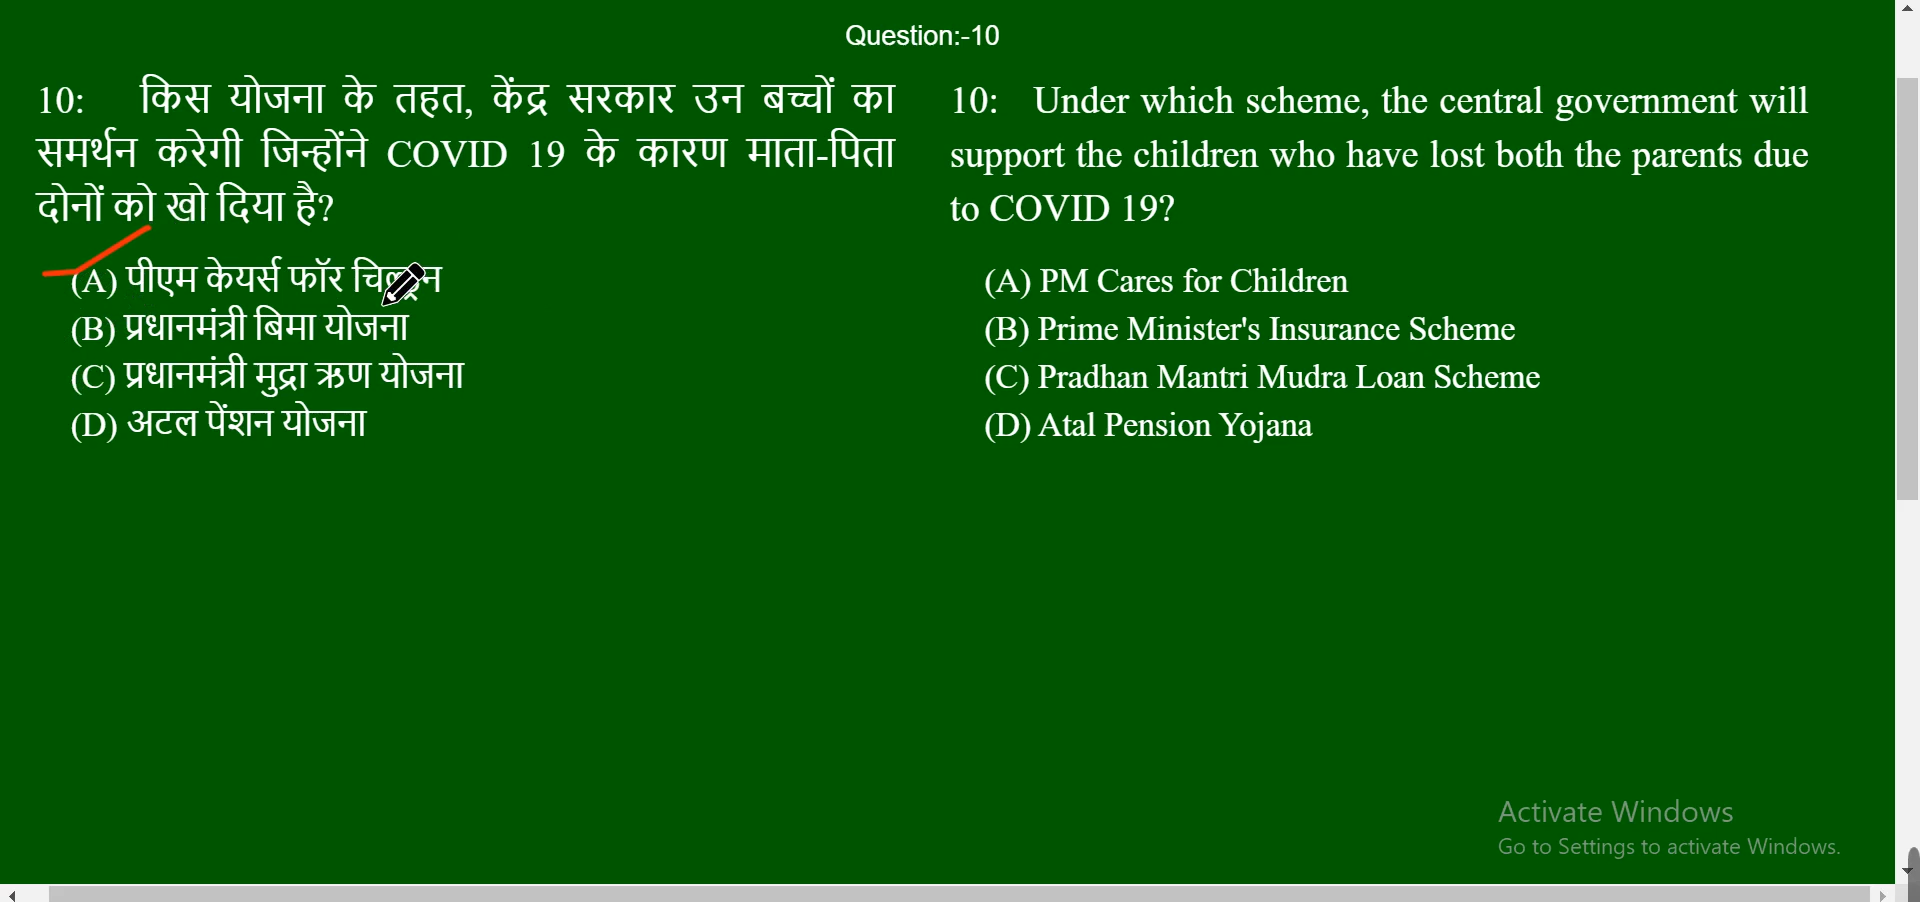 Question:-10
10: किस योजना के तहत, केंद्र सरकार उन बच्चों का
समर्थन करेगी जिन्होंने COVID 19 के कारण माता-पिता
दोनों को खो दिया है?
(A) पीएम केयर्स फॉर
(B) प्रधानमंत्री बिमा योजना
(C) प्रधानमंत्री मुद्रा ऋण योजना
(D) अटल पेंशन योजना
10: Under which scheme, the central government will
support the children who have lost both the parents due
to COVID 19?
(A) PM Cares for Children
(B) Prime Minister's Insurance Scheme
(C) Pradhan Mantri Mudra Loan Scheme
(D) Atal Pension Yojana
Activate Windows
Go to Settings to activate Windows.